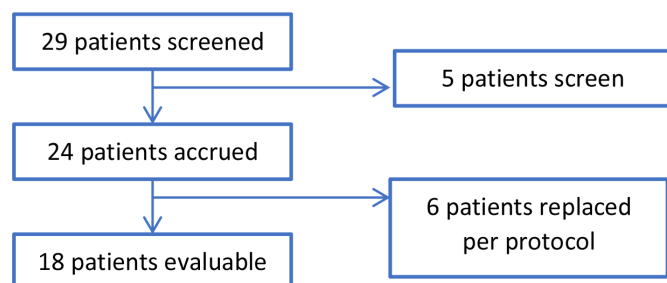 29 patients screened
5 patients screen
24 patients accrued
6 patients replaced
per protocol
18 patients evaluable